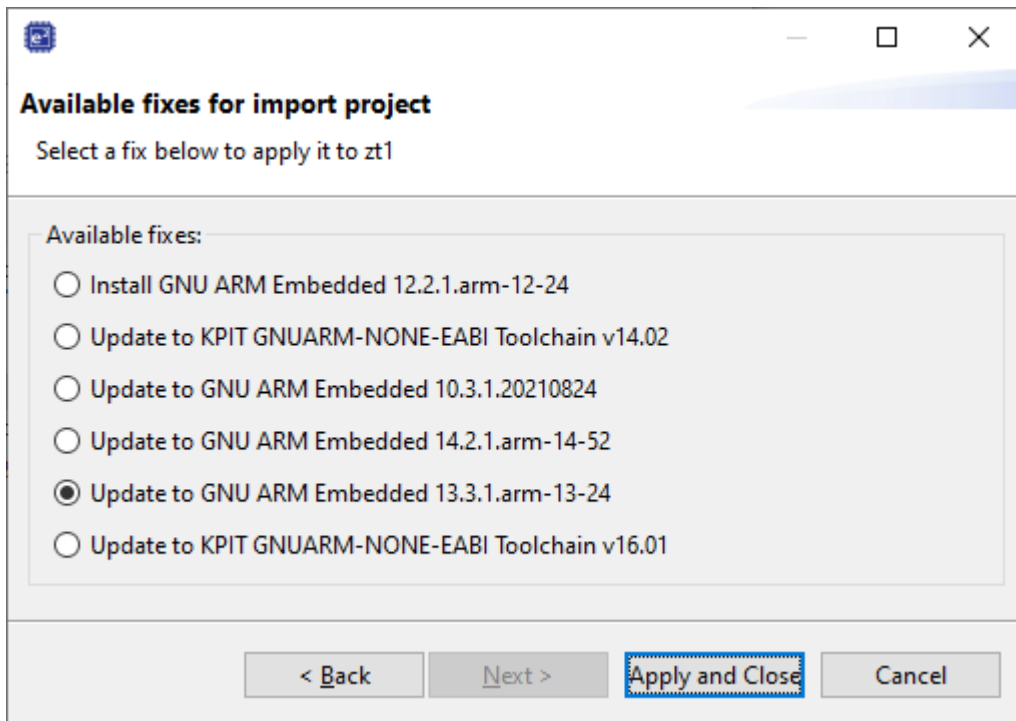 e²
Available fixes for import project
Select a fix below to apply it to zt1
Available fixes:
Install GNU ARM Embedded 12.2.1.arm-12-24
Update to KPIT GNUARM-NONE-EABI Toolchain v14.02
Update to GNU ARM Embedded 10.3.1.20210824
Update to GNU ARM Embedded 14.2.1.arm-14-52
Update to GNU ARM Embedded 13.3.1.arm-13-24
Update to KPIT GNUARM-NONE-EABI Toolchain v16.01
< Back Next > Apply and Close Cancel